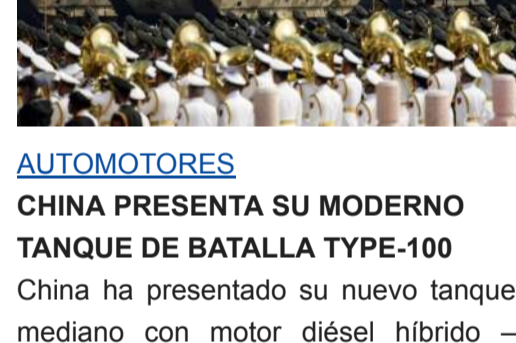 AUTOMOTORES
CHINA PRESENTA SU MODERNO
TANQUE DE BATALLA TYPE-100
China ha presentado su nuevo tanque
mediano con motor diésel híbrido –